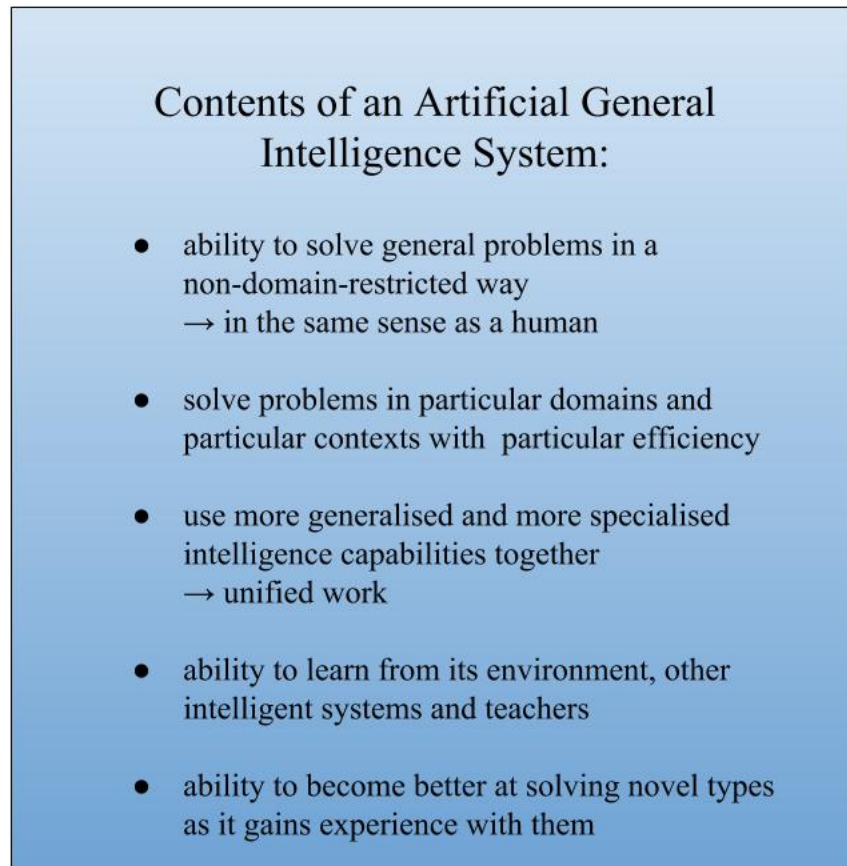 Contents of an Artificial General
Intelligence System:
● ability to solve general problems in a
non-domain-restricted way
→ in the same sense as a human
● solve problems in particular domains and
particular contexts with  particular efficiency
● use more generalised and more specialised
intelligence capabilities together
→ unified work
● ability to learn from its environment, other
intelligent systems and teachers
● ability to become better at solving novel types
as it gains experience with them